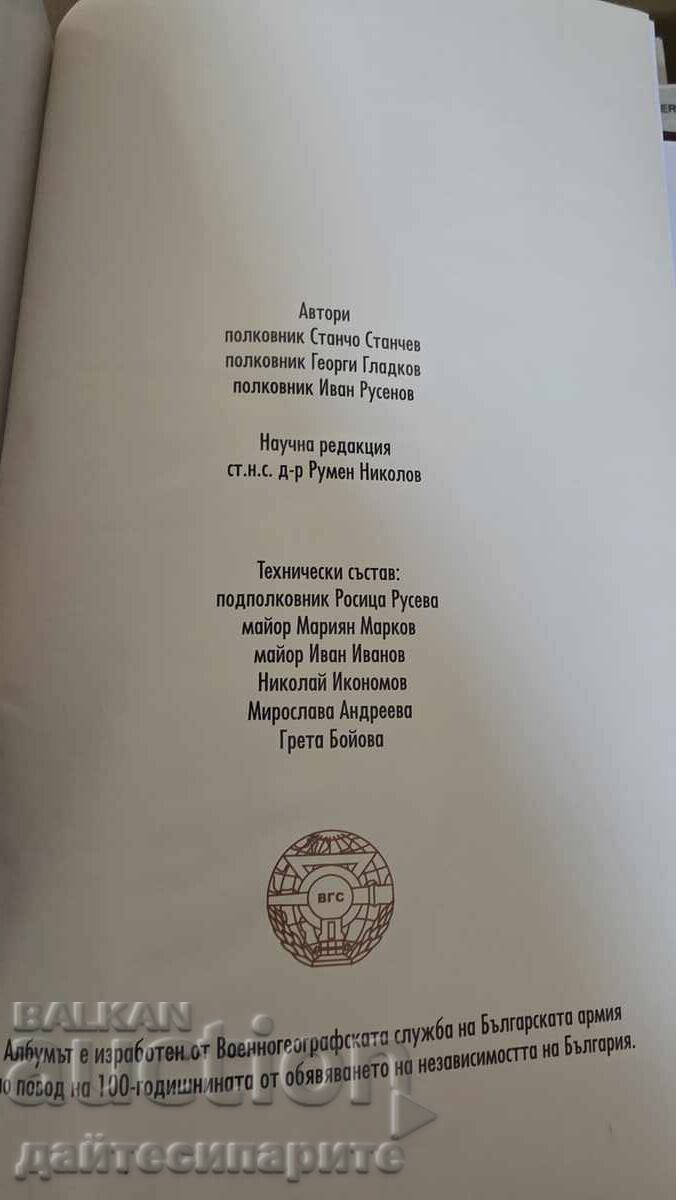 Автори
полковник Станчо Станчев
полковник Георги Гладков
полковник Иван Русенов
Научна редакция
ст.н.с. д-р Румен Николов
Технически състав:
подполковник Росица Русева
майор Мариян Марков
майор Иван Иванов
Николай Икономов
Мирослава Андреева
Грета Бойова
ВГС
Албумът е изработен от Военногеографската служба на Българската армия
по повод на 100-годишнината от обявяването на независимостта на България.
BALKAN
auction
дайтесипарите